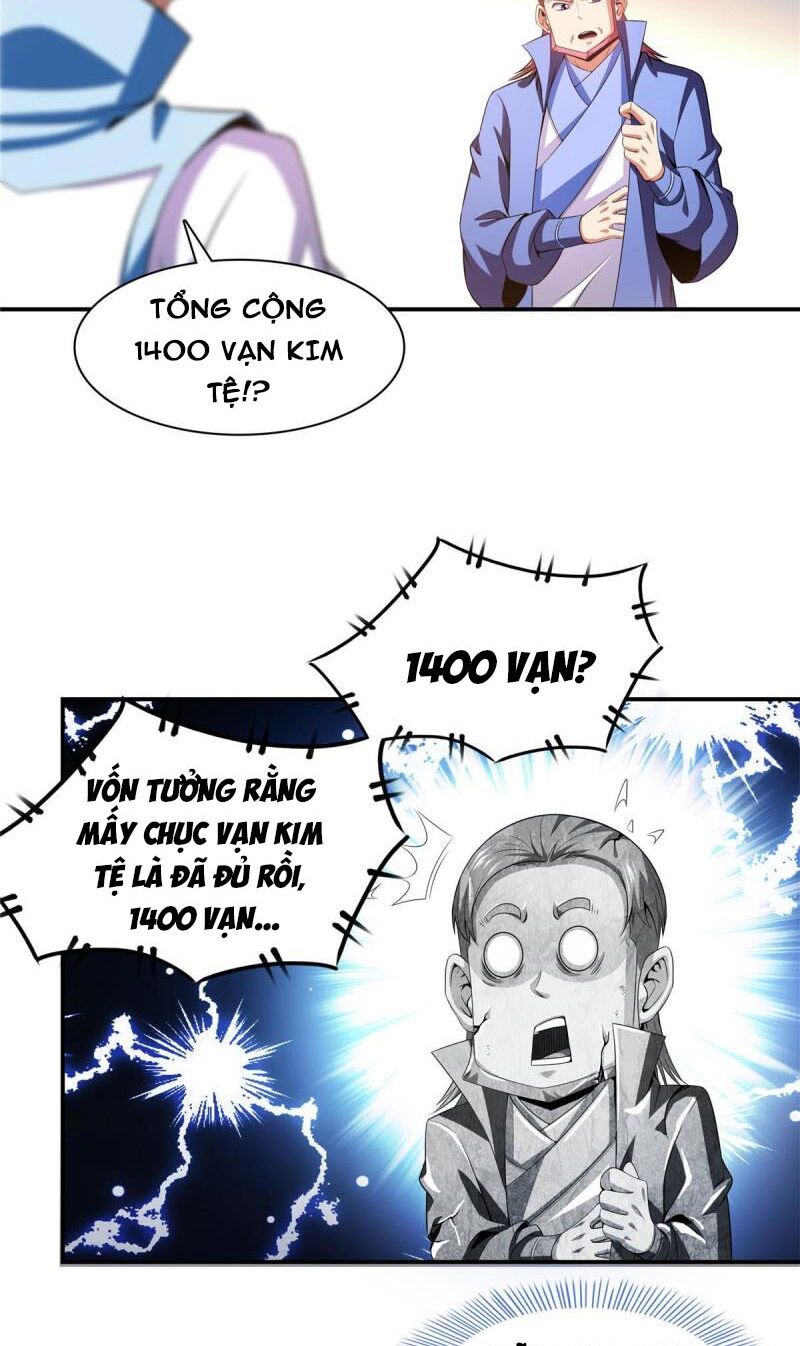 TỔNG CỘNG
1400 VẠN KIM
TỆ!?
1400 VẠN?
VỐN TƯỞNG RẰNG
MẤY CHỤC VẠN KIM
TỆ LÀ ĐÃ ĐỦ RỒI,
1400 VẠN...